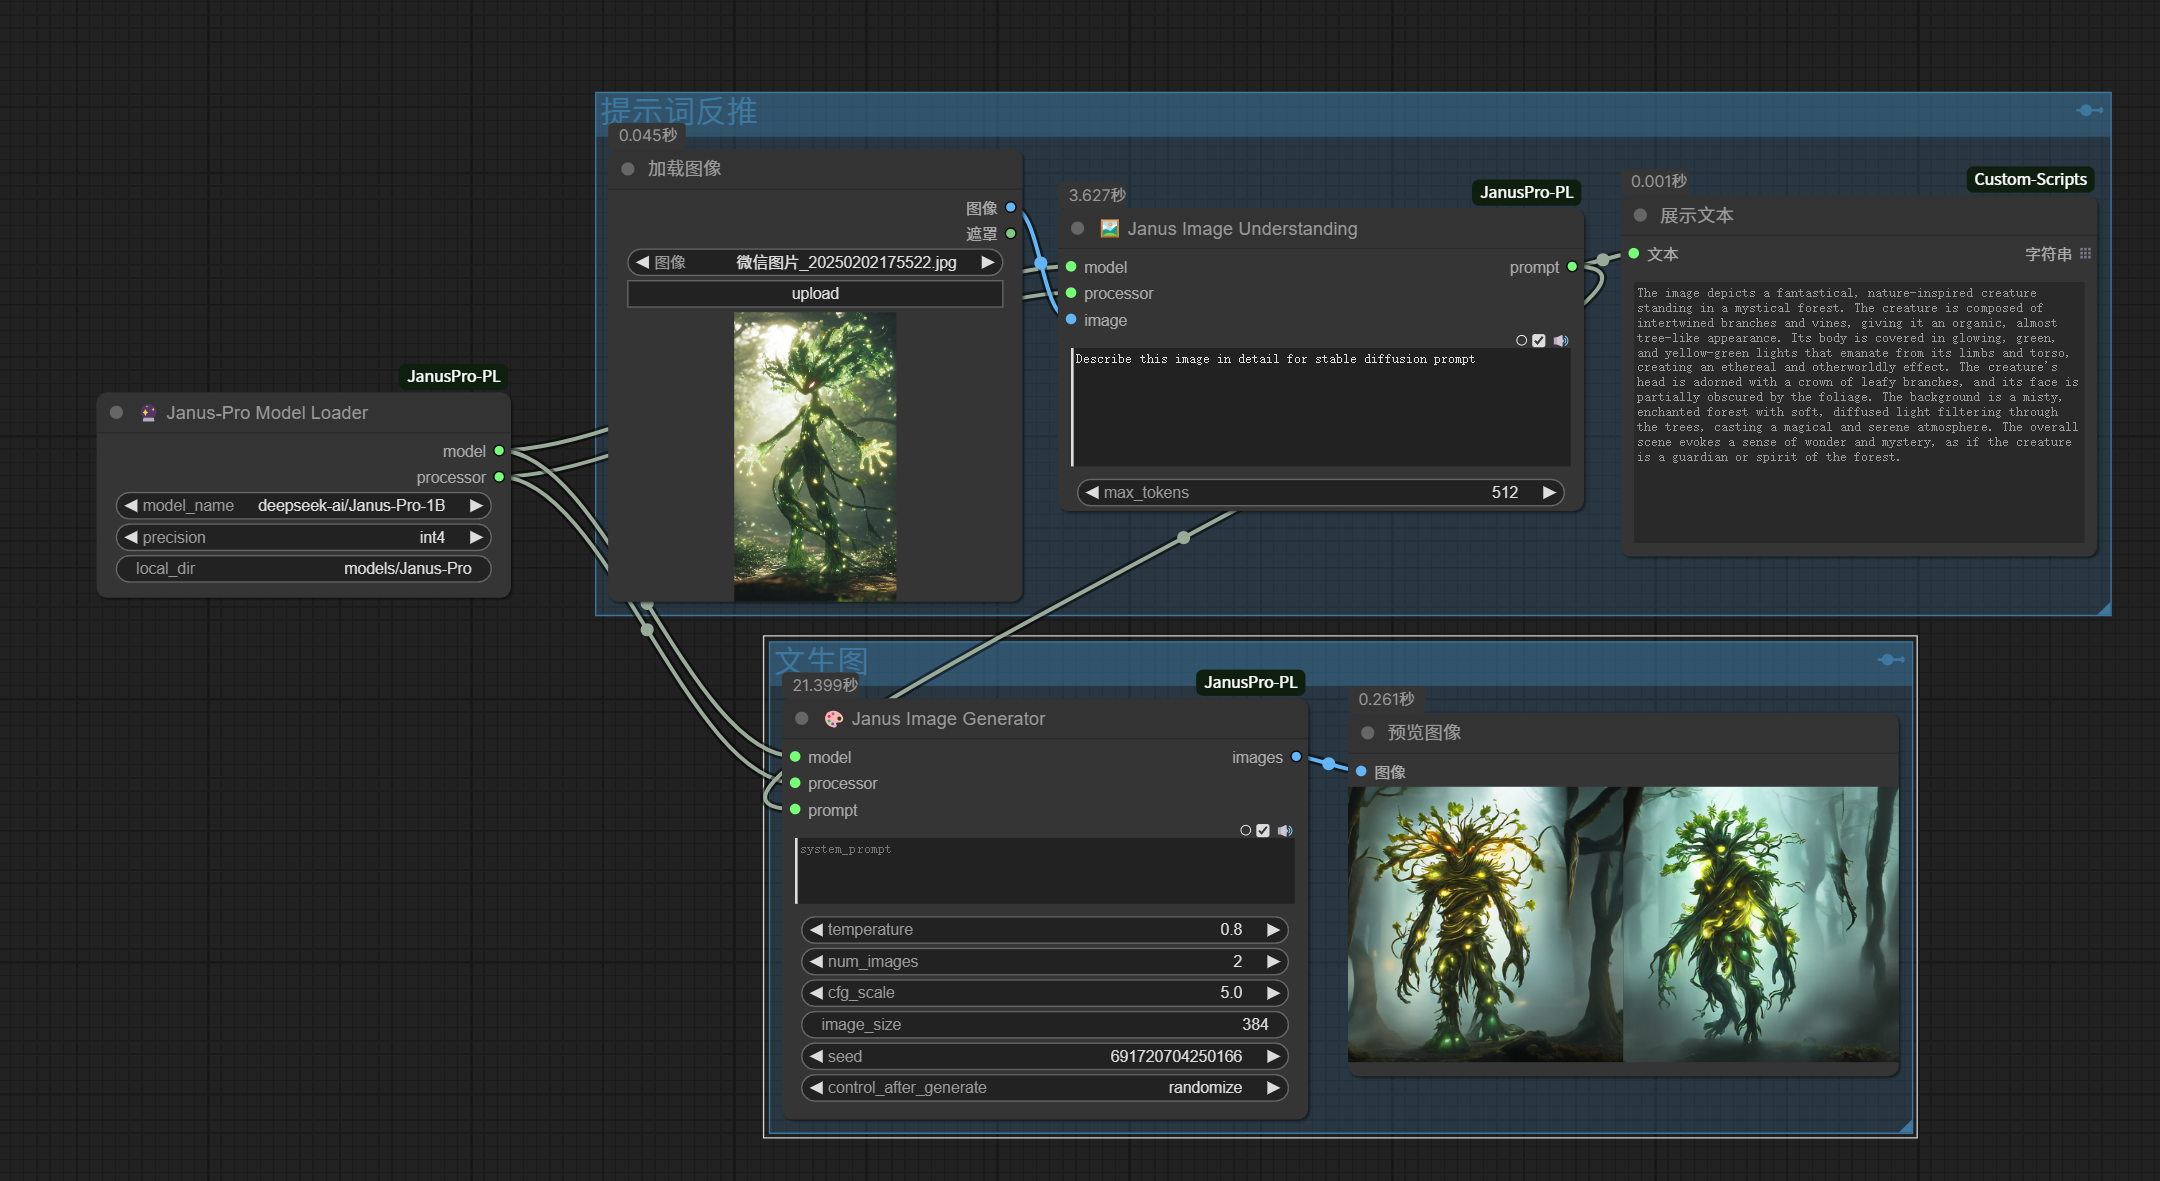 提示词反推
0.045秒
加载图像
图像
遮罩
图像 微信图片_20250202175522.jpg
upload
JanusPro-PL
3.627秒
Janus Image Understanding
model
prompt
processor
image
Describe this image in detail for stable diffusion prompt
max_tokens 512
Custom-Scripts
0.001秒
展示文本
文本
字符串
The image depicts a fantastical, nature-inspired creature
standing in a mystical forest. The creature is composed of
intertwined branches and vines, giving it an organic, almost
tree-like appearance. Its body is covered in glowing, green,
and yellow-green lights that emanate from its limbs and torso,
creating an ethereal and otherworldly effect. The creature's
head is adorned with a crown of leafy branches, and its face is
partially obscured by the foliage. The background is a misty,
enchanted forest with soft, diffused light filtering through
the trees, casting a magical and serene atmosphere. The overall
scene evokes a sense of wonder and mystery, as if the creature
is a guardian or spirit of the forest.
JanusPro-PL
Janus-Pro Model Loader
model
processor
model_name deepseek-ai/Janus-Pro-1B
precision int4
local_dir models/Janus-Pro
文生图
21.399秒
JanusPro-PL
Janus Image Generator
model
images
processor
prompt
system_prompt
temperature 0.8
num_images 2
cfg_scale 5.0
image_size 384
seed 691720704250166
control_after_generate randomize
0.261秒
预览图像
图像